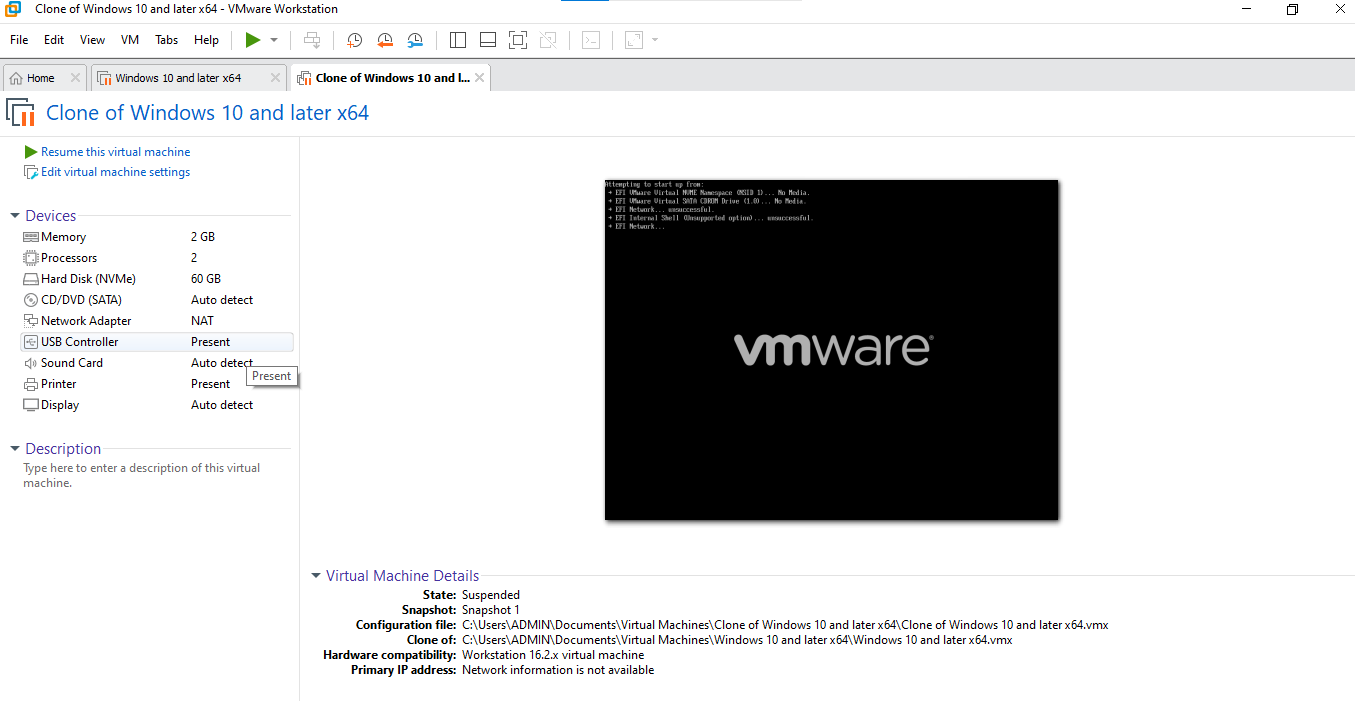 Clone of Windows 10 and later x64 - VMware Workstation
File Edit View VM Tabs Help
Home Windows 10 and later x64 Clone of Windows 10 and l...
Clone of Windows 10 and later x64
Resume this virtual machine
Edit virtual machine settings
Devices
Memory 2 GB
Processors 2
Hard Disk (NVMe) 60 GB
CD/DVD (SATA) Auto detect
Network Adapter NAT
USB Controller Present
Sound Card Auto detect
Present
Printer Present
Display Auto detect
Description
Type here to enter a description of this virtual
machine.
Attempting to start up from:
+ EFI VMware Virtual NVME Namespace (NSID 1)... No Media.
+ EFI VMware Virtual SATA CDROM Drive (1.0)... No Media.
+ EFI Network... unsuccessful.
+ EFI Internal Shell (Unsupported option)... unsuccessful.
+ EFI Network...
vmware®
Virtual Machine Details
State: Suspended
Snapshot: Snapshot 1
Configuration file: C:\Users\ADMIN\Documents\Virtual Machines\Clone of Windows 10 and later x64\Clone of Windows 10 and later x64.vmx
Clone of: C:\Users\ADMIN\Documents\Virtual Machines\Windows 10 and later x64\Windows 10 and later x64.vmx
Hardware compatibility: Workstation 16.2.x virtual machine
Primary IP address: Network information is not available